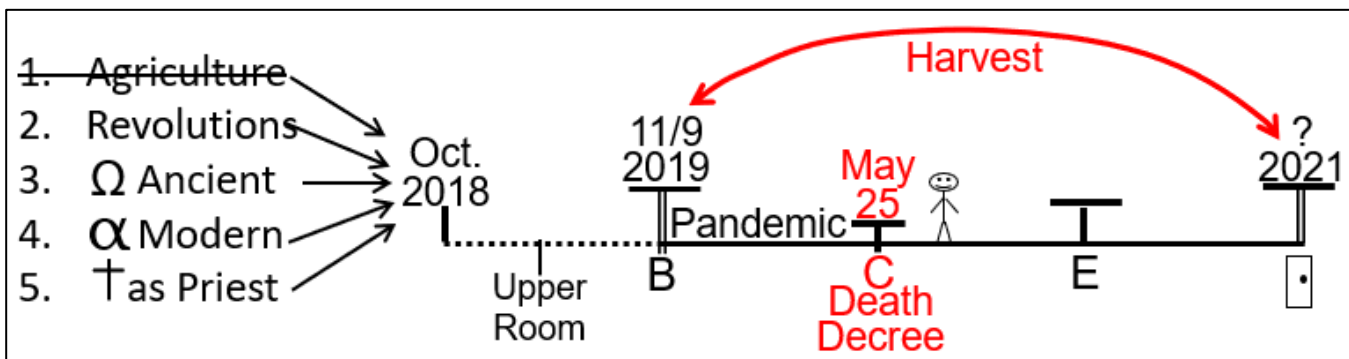 1. Agriculture
2. Revolutions
3. Ω Ancient
4. α Modern
5. † as Priest
Oct.
2018
Upper
Room
11/9
2019
B
Pandemic
Harvest
May
25
C
Death
Decree
E
?
2021